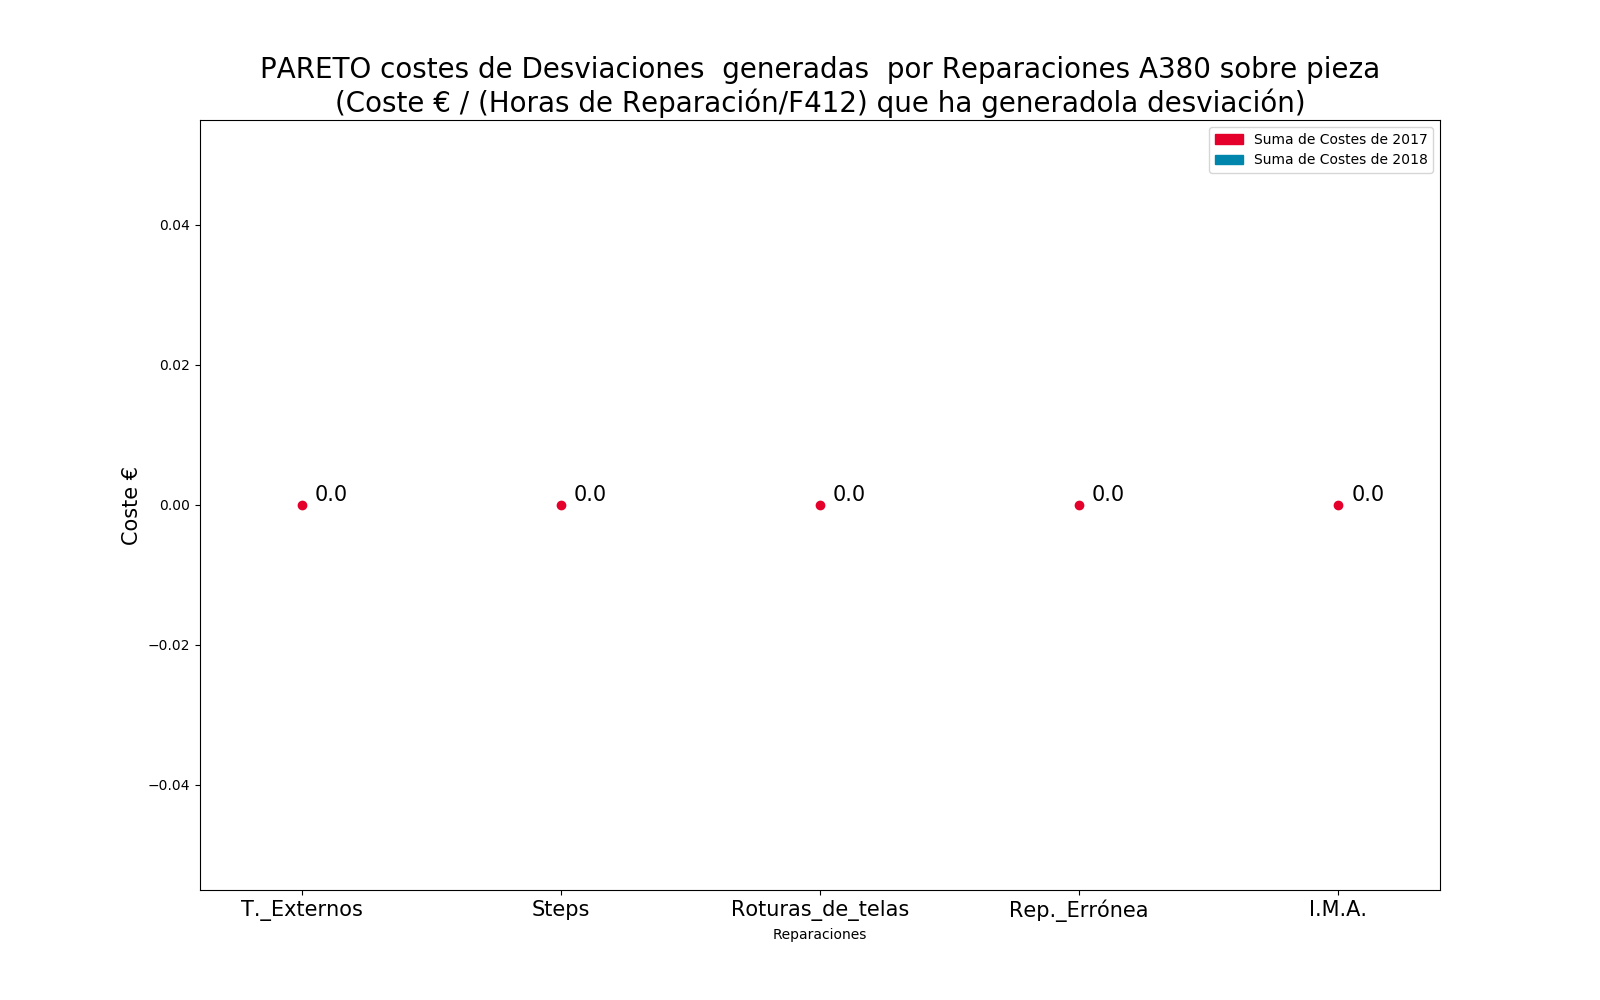 PARETO costes de Desviaciones  generadas  por Reparaciones A380 sobre pieza
(Coste € / (Horas de Reparación/F412) que ha generadola desviación)
Suma de Costes de 2017
Suma de Costes de 2018
0.04
0.02
0.00
−0.02
−0.04
Coste €
0.0
0.0
0.0
0.0
0.0
T._Externos
Steps
Roturas_de_telas
Rep._Errónea
I.M.A.
Reparaciones